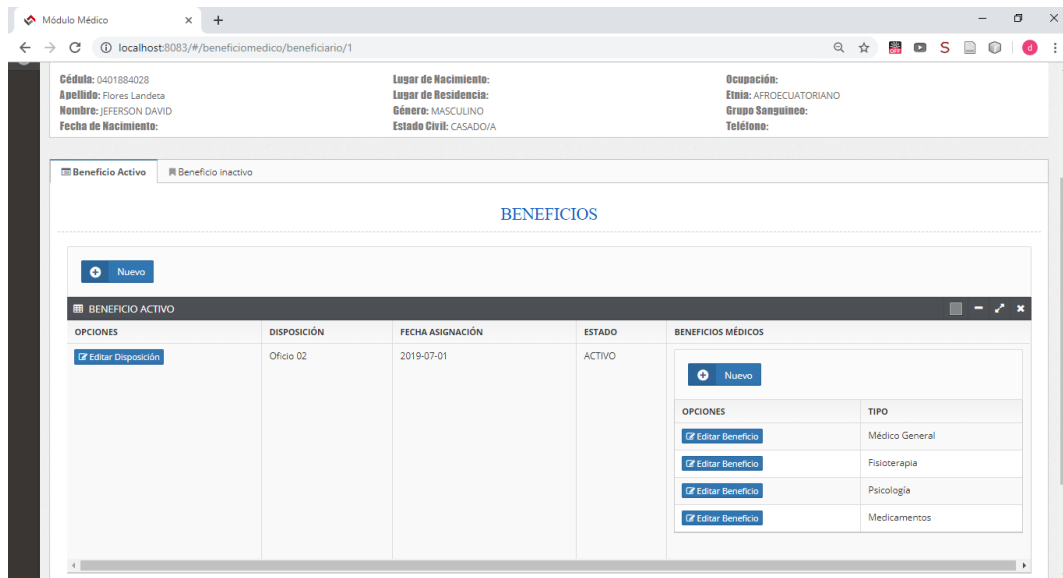 Módulo Médico
localhost:8083/#/beneficiomedico/beneficiario/1
OFF
S
d
Cédula: 0401884028
Lugar de Nacimiento:
Ocupación:
Apellido: Flores Landeta
Lugar de Residencia:
Etnia: AFROECUATORIANO
Nombre: JEFERSON DAVID
Género: MASCULINO
Grupo Sanguineo:
Fecha de Nacimiento:
Estado Civil: CASADO/A
Teléfono:
Beneficio Activo
Beneficio inactivo
BENEFICIOS
Nuevo
BENEFICIO ACTIVO
OPCIONES DISPOSICIÓN FECHA ASIGNACIÓN ESTADO BENEFICIOS MÉDICOS
Editar Disposición Oficio 02 2019-07-01 ACTIVO
Nuevo
OPCIONES TIPO
Editar Beneficio Médico General
Editar Beneficio Fisioterapia
Editar Beneficio Psicología
Editar Beneficio Medicamentos